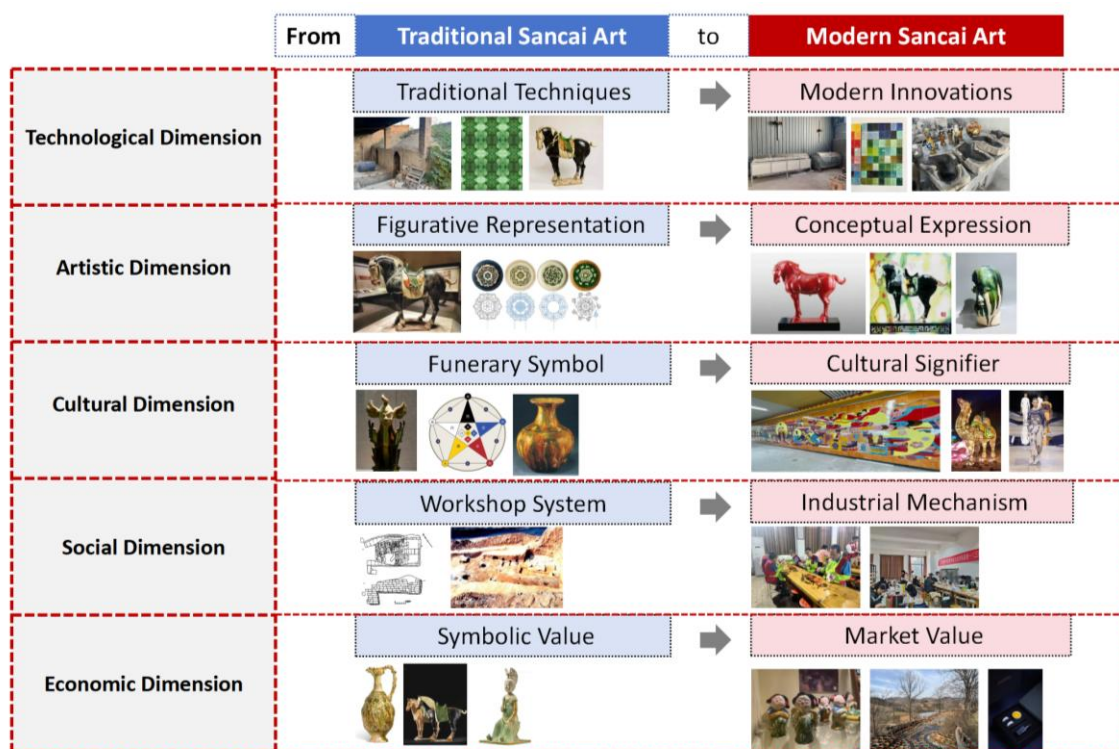 From Traditional Sancai Art to Modern Sancai Art
Technological Dimension
Traditional Techniques
Modern Innovations
Artistic Dimension
Figurative Representation
Conceptual Expression
Cultural Dimension
Funerary Symbol
Cultural Signifier
Social Dimension
Workshop System
Industrial Mechanism
Economic Dimension
Symbolic Value
Market Value